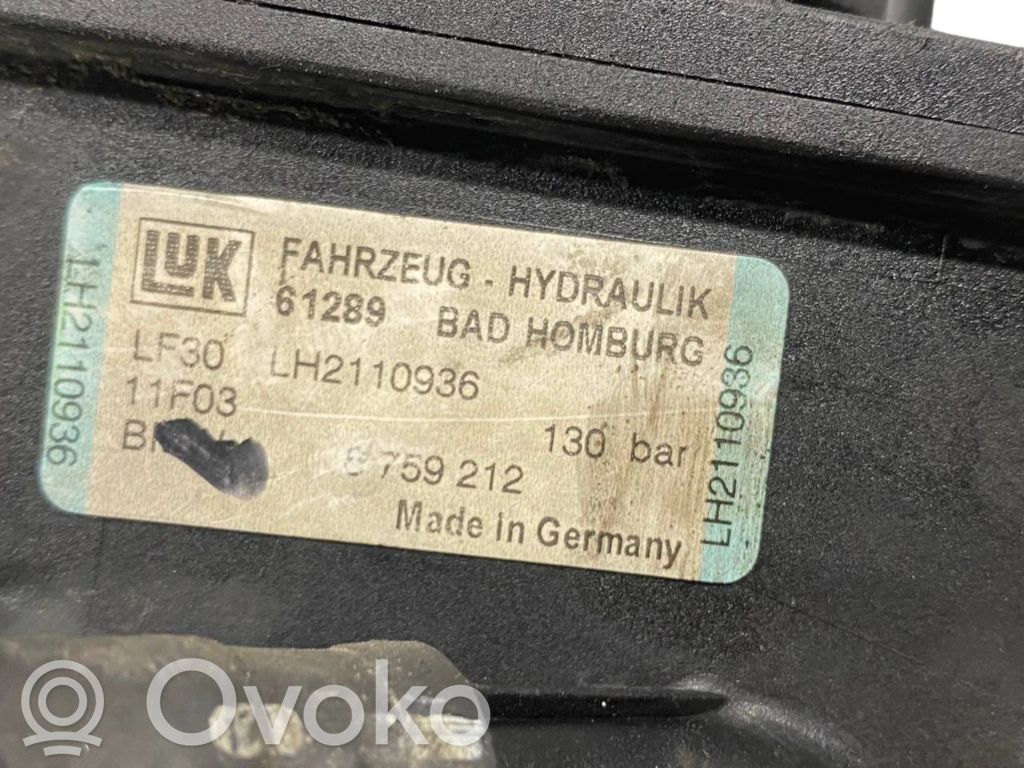 LH2110936
LUK
FAHRZEUG - HYDRAULIK
61289 BAD HOMBURG
LF30 LH2110936
11F03
130 bar
6 759 212
Made in Germany
LH2110936
Ovoko